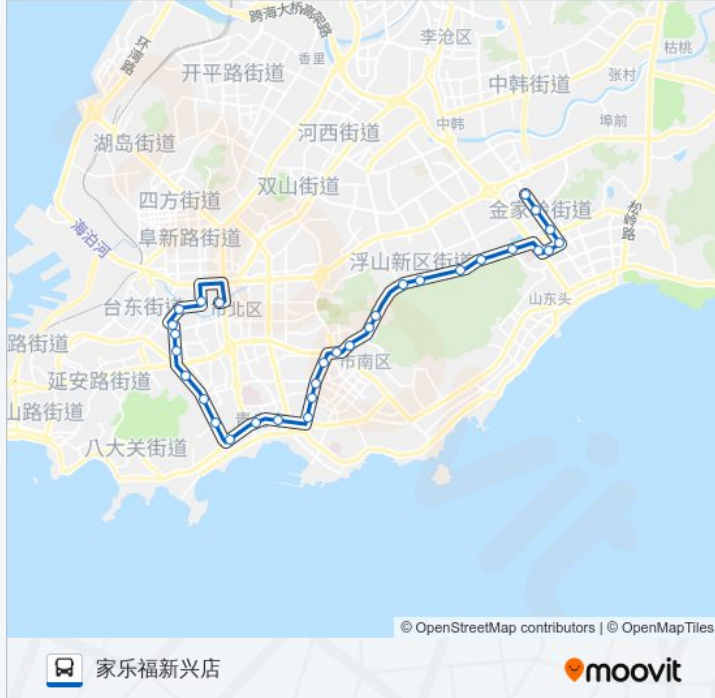 跨海大桥高架路
李沧区
枯桃
环湾路
香里
开平路街道
张村
中韩街道
埠前
中韩
河西街道
湖岛街道
双山街道
四方街道
金家岭街道
松岭路
海泊河
阜新路街道
浮山新区街道
山东头
台东街道
市北区
路街道
市南区
延安路街道
山路街道
八大关街道
© OpenStreetMap contributors | © OpenMapTiles
家乐福新兴店
moovit